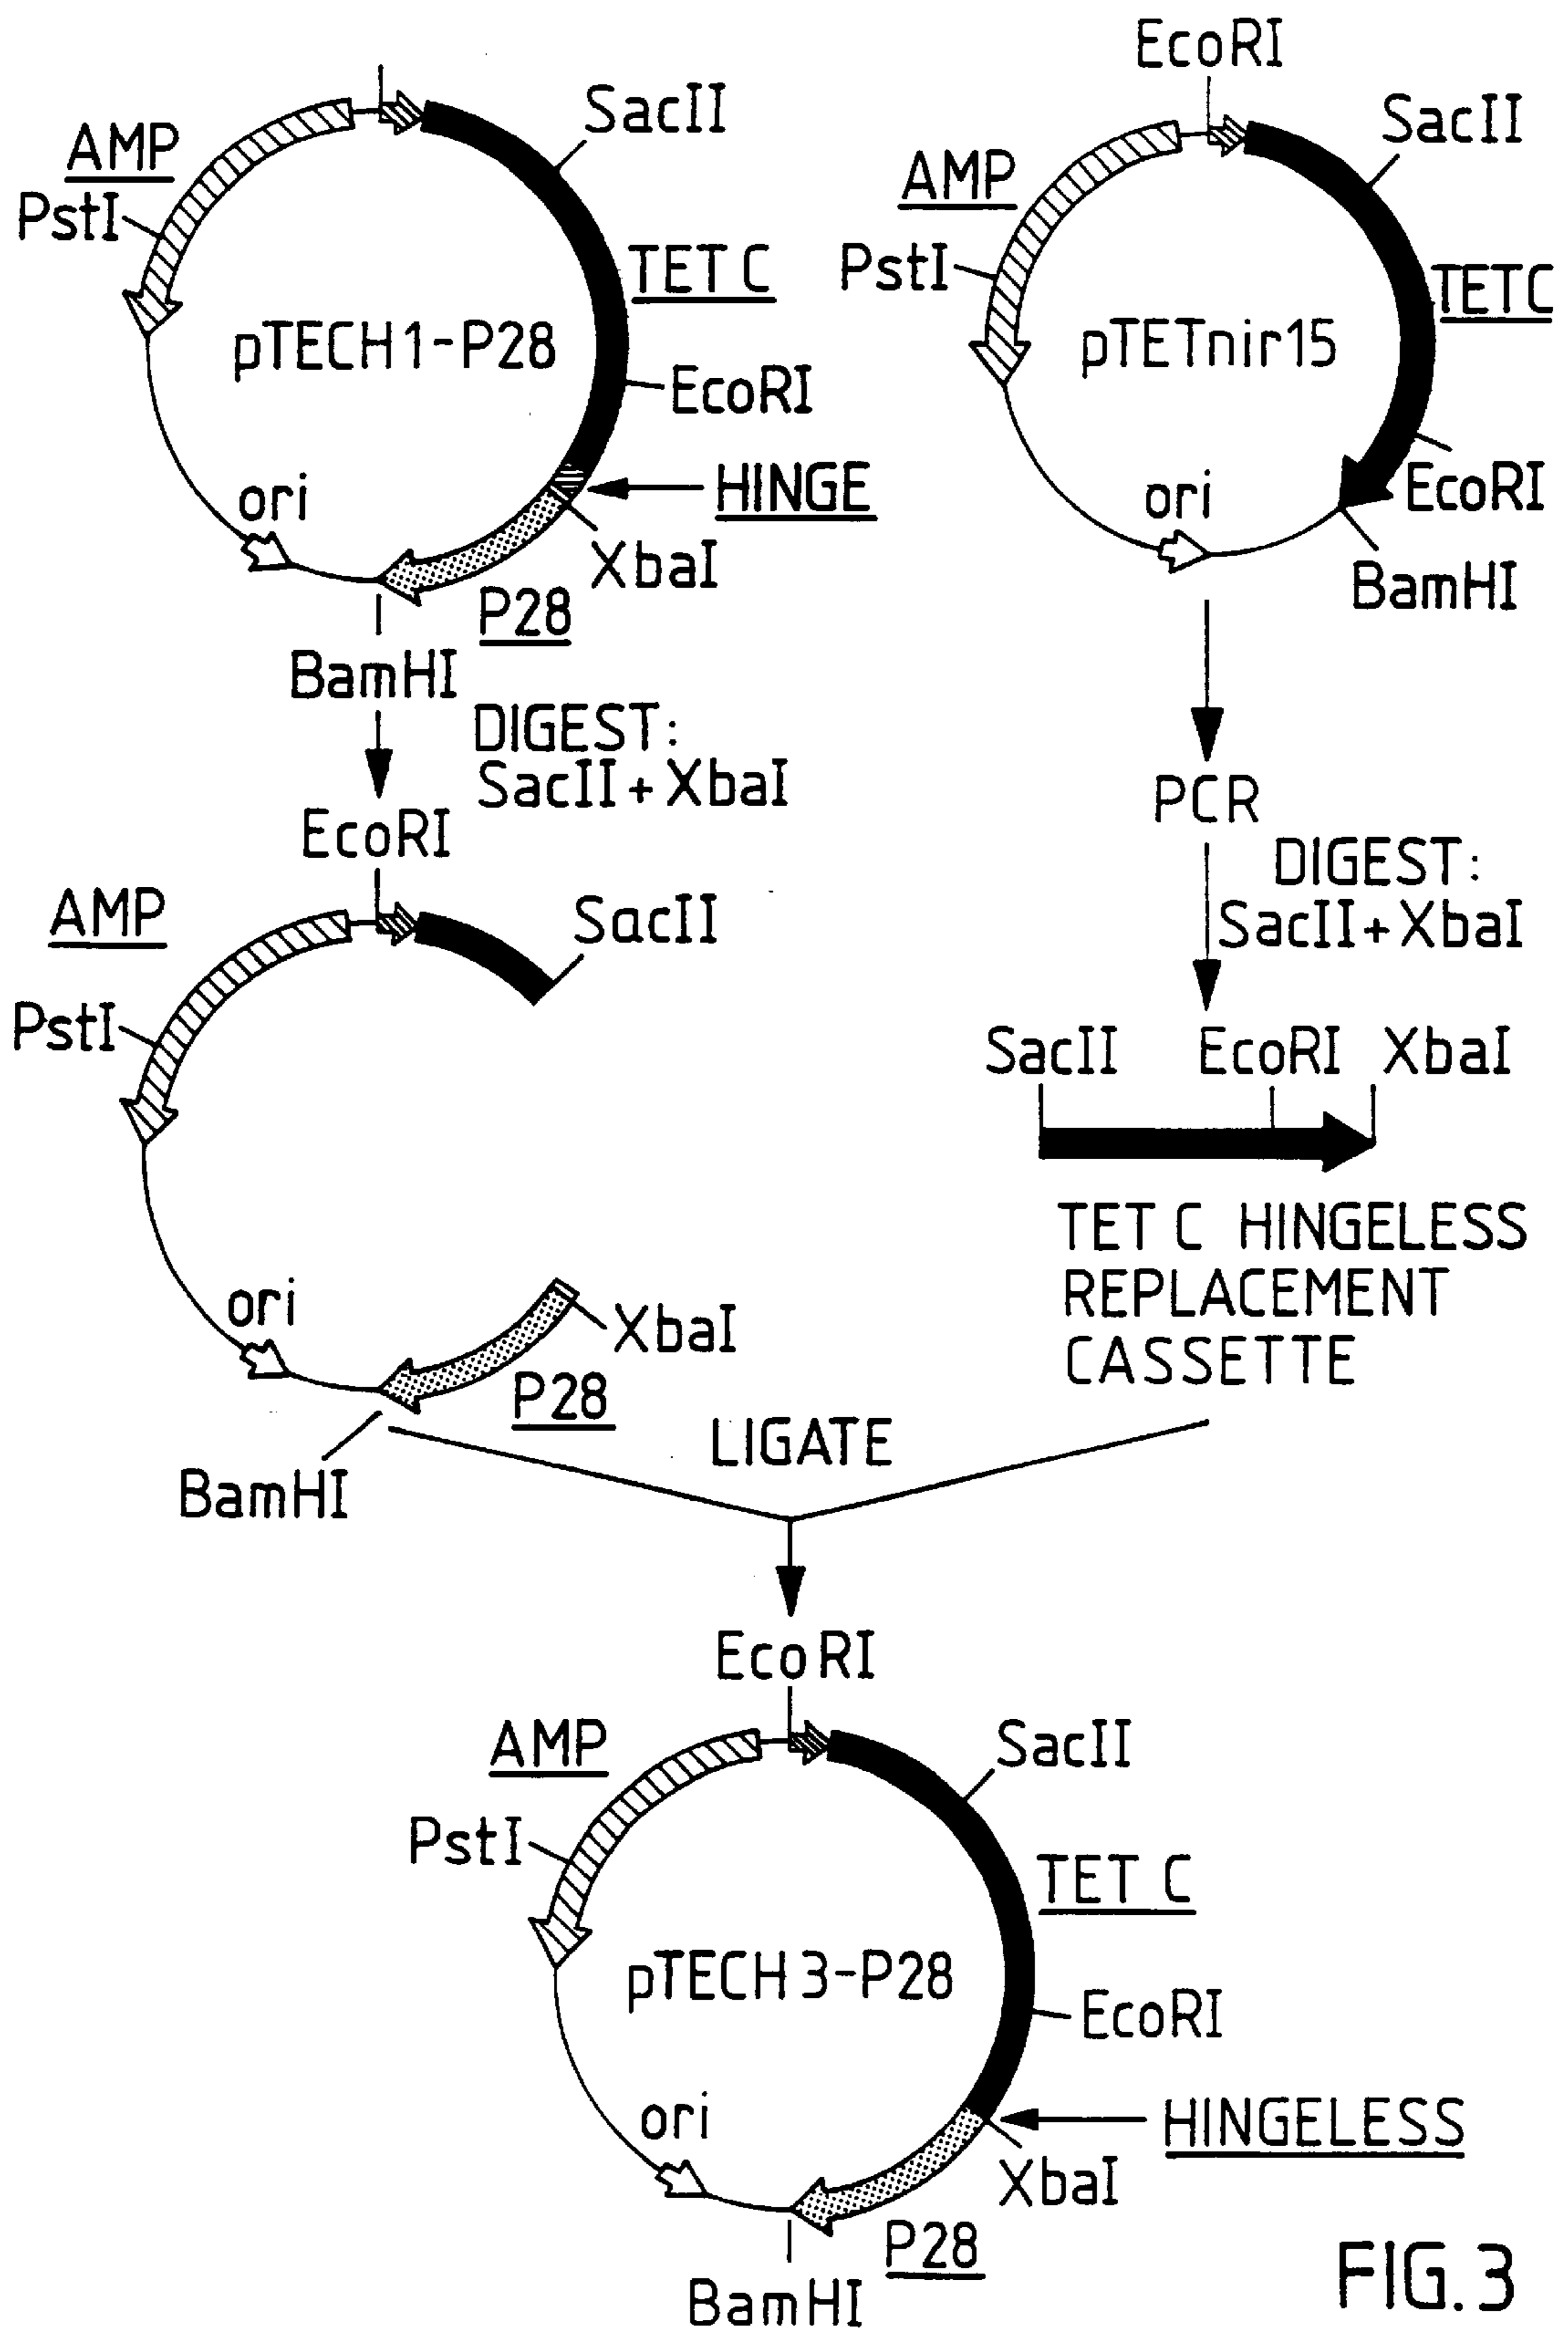 SacII
AMP
PstI
TET C
pTECH1-P28
EcoRI
ori
HINGE
XbaI
P28
BamHI
EcoRI
SacII
AMP
PstI
TETC
pTETnir15
ori
EcoRI
BamHI
DIGEST:
SacII + XbaI
PCR
DIGEST:
SacII + XbaI
EcoRI
AMP
SacII
PstI
ori
XbaI
P28
BamHI
SacII EcoRI XbaI
TET C HINGELESS
REPLACEMENT
CASSETTE
LIGATE
EcoRI
AMP
SacII
PstI
TET C
pTECH3-P28
EcoRI
ori
HINGELESS
XbaI
P28
BamHI
FIG. 3